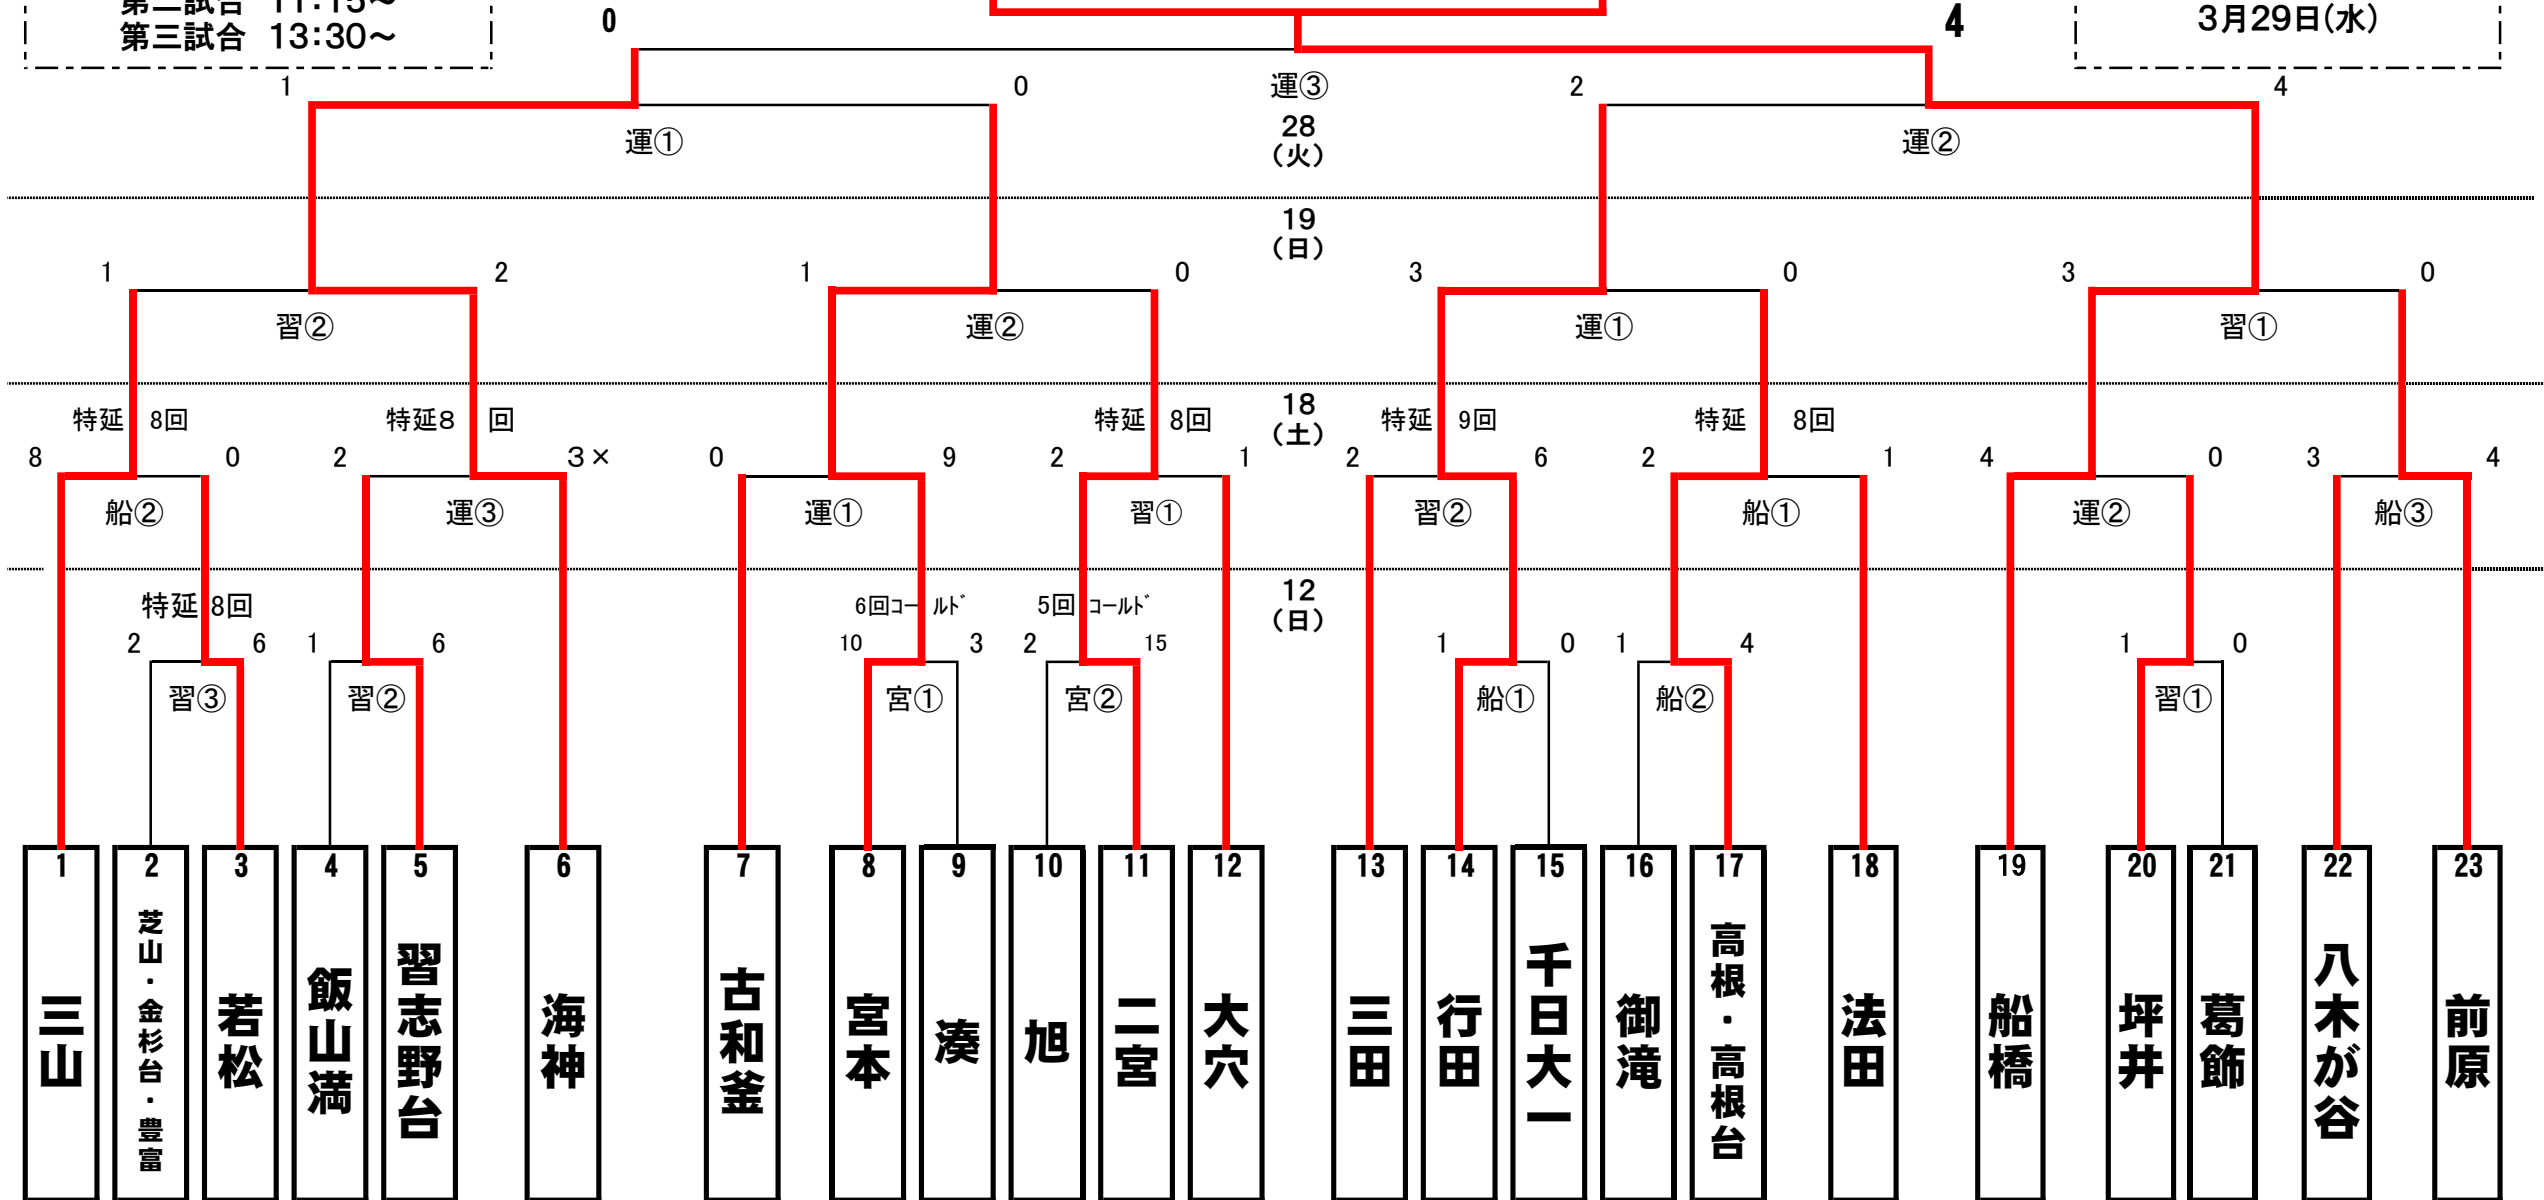 第二試合 11:15～
第三試合 13:30～
0
4
3月29日(水)
1
0
運③
2
4
運①
28
(火)
運②
19
(日)
1
2
1
0
3
0
3
0
習②
運②
運①
習①
18
(土)
特延 8回
特延8 回
特延 8回
特延 9回
特延 8回
8
0
2
3×
0
9
2
1
2
6
2
1
4
0
3
4
船②
運③
運①
習①
習②
船①
運②
船③
12
(日)
特延 8回
6回コールド
5回コールド
2
6
1
6
10
3
2
15
1
0
1
4
1
0
習③
習②
宮①
宮②
船①
船②
習①
1
三山
2
芝山・金杉台・豊富
3
若松
4
飯山満
5
習志野台
6
海神
7
古和釜
8
宮本
9
湊
10
旭
11
二宮
12
大穴
13
三田
14
行田
15
千日大一
16
御滝
17
高根・高根台
18
法田
19
船橋
20
坪井
21
葛飾
22
八木が谷
23
前原